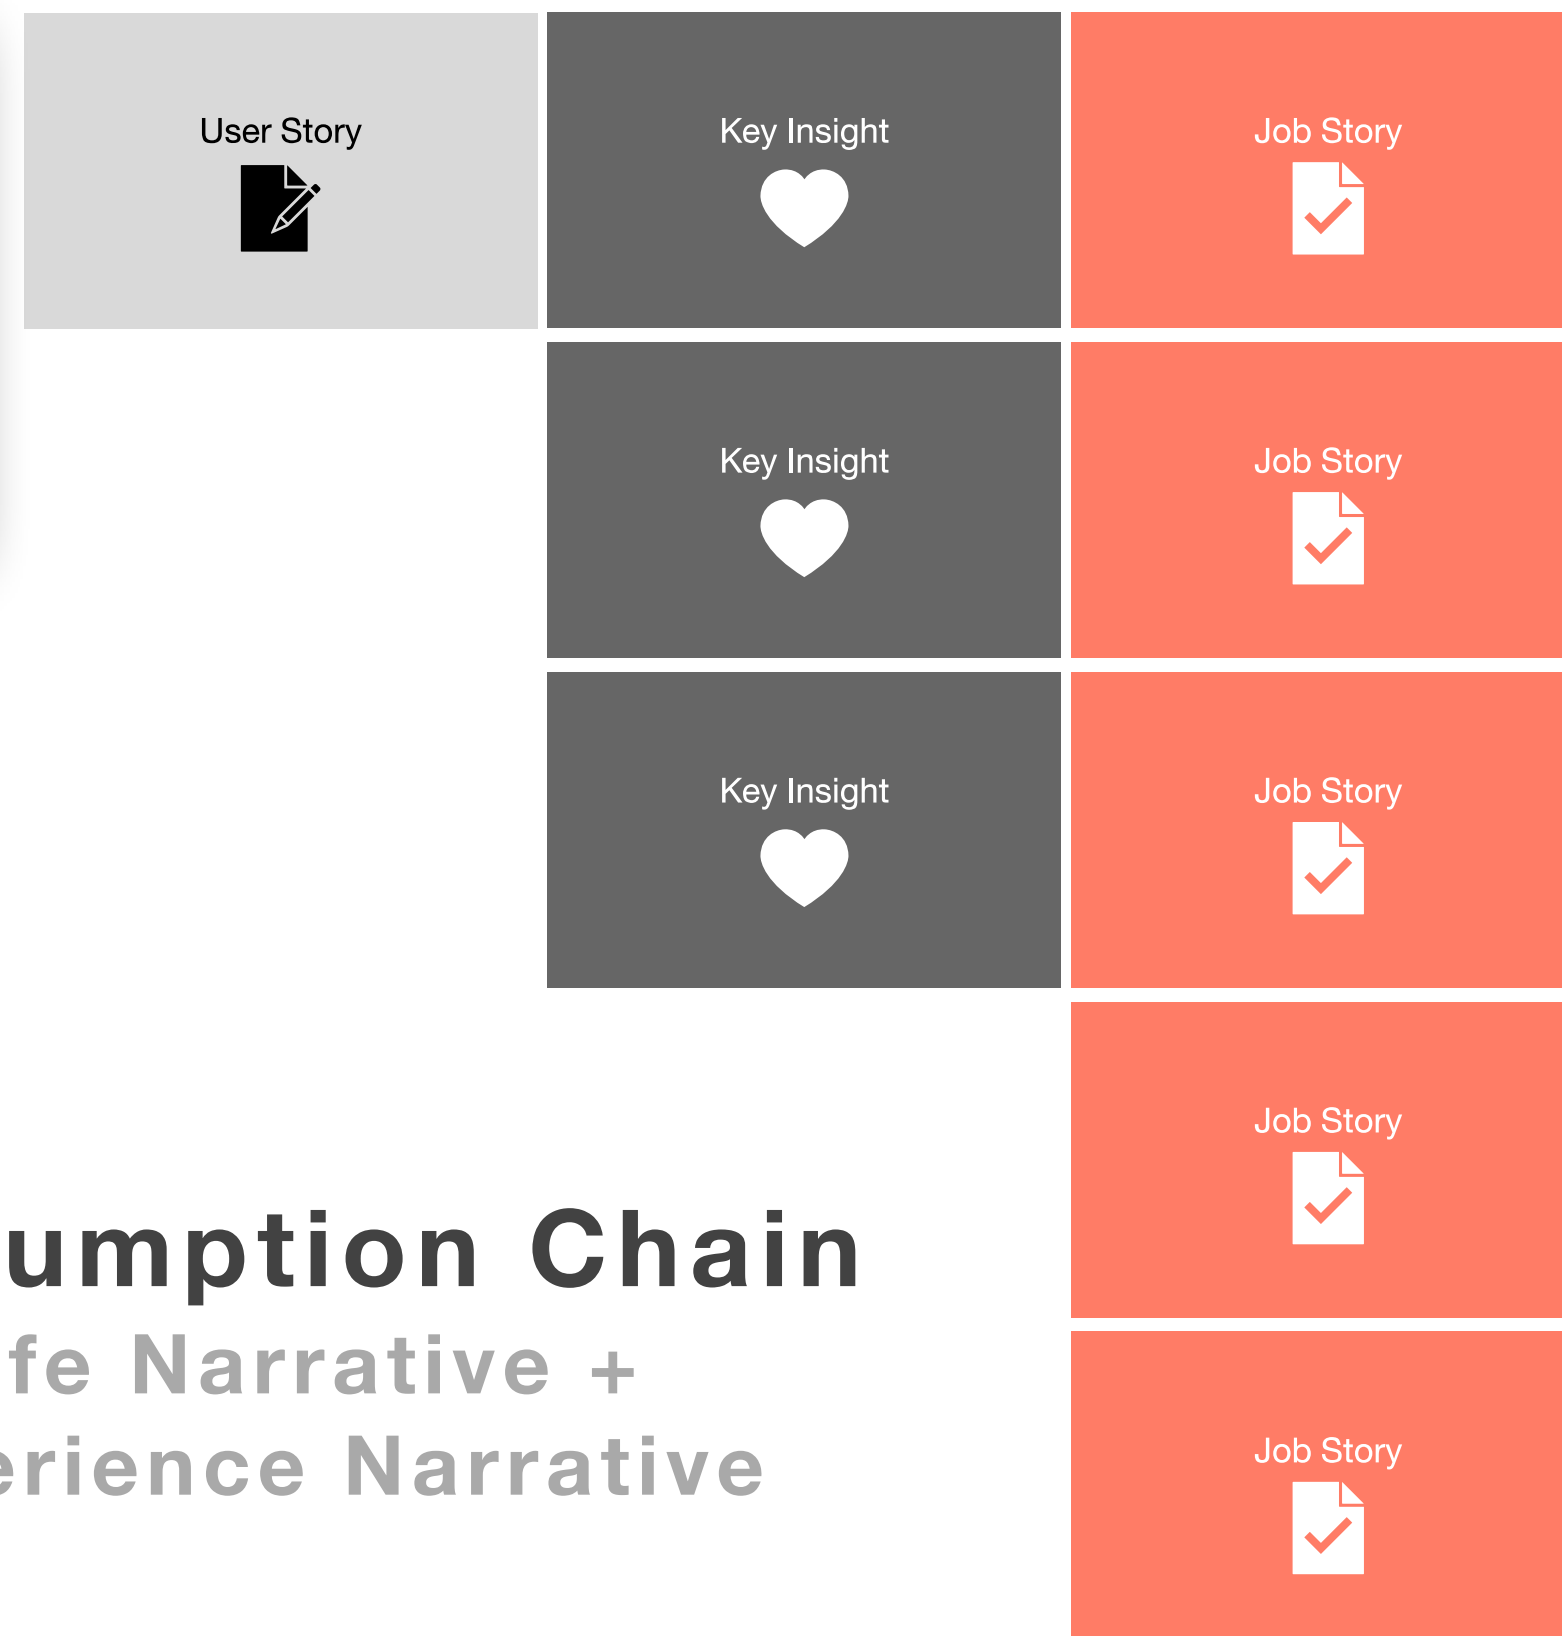 User Story
Key Insight
Job Story
Key Insight
Job Story
Key Insight
Job Story
Job Story
umption Chain
fe Narrative +
erience Narrative
Job Story